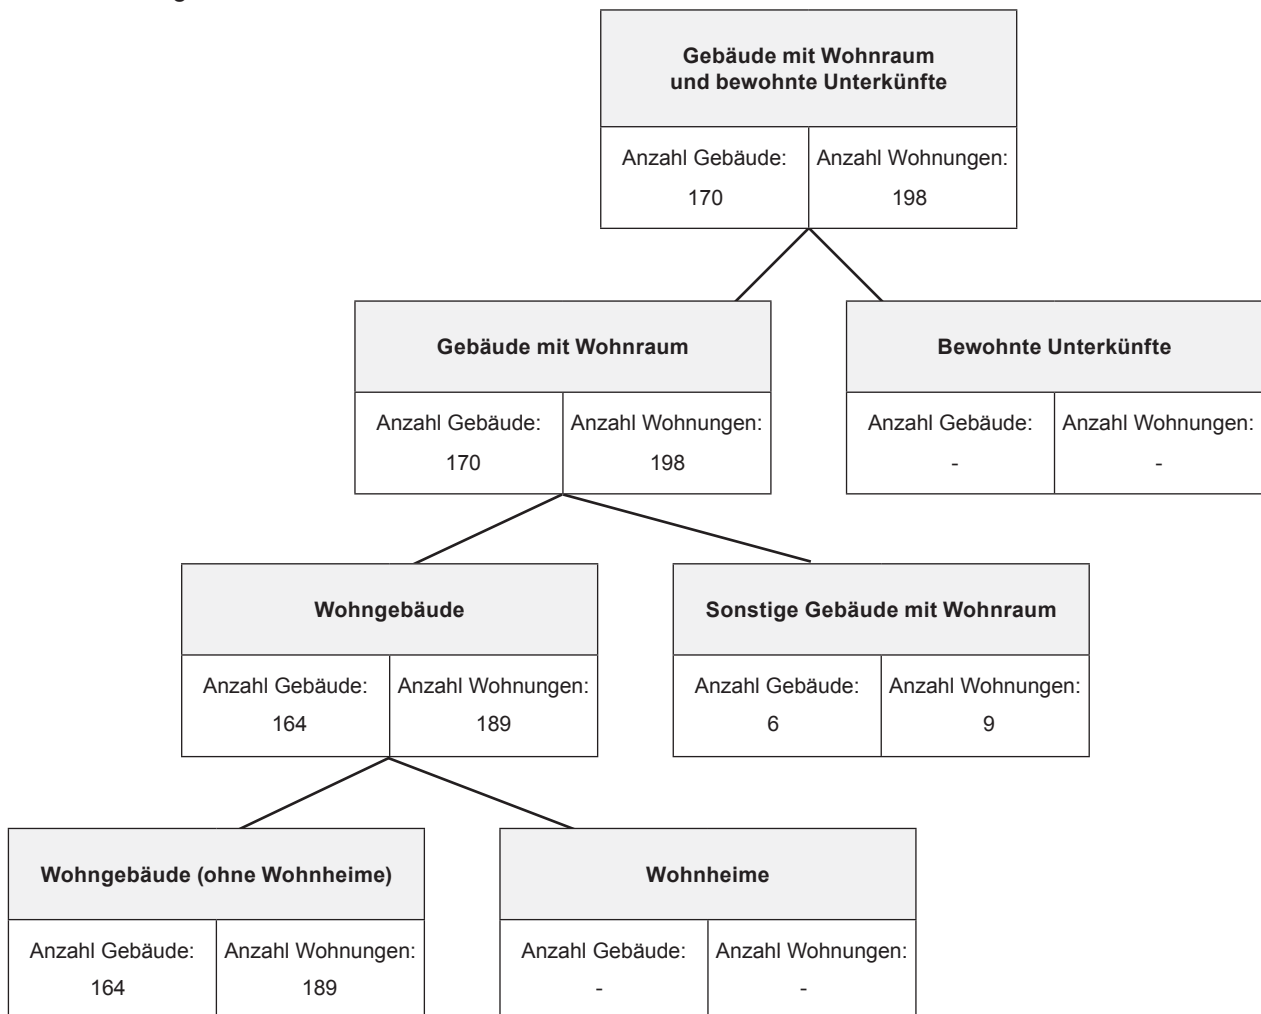 Gebäude mit Wohnraum
und bewohnte Unterkünfte
Anzahl Gebäude: Anzahl Wohnungen:
170 198
Gebäude mit Wohnraum Bewohnte Unterkünfte
Anzahl Gebäude: Anzahl Wohnungen: Anzahl Gebäude: Anzahl Wohnungen:
170 198 - -
Wohngebäude Sonstige Gebäude mit Wohnraum
Anzahl Gebäude: Anzahl Wohnungen: Anzahl Gebäude: Anzahl Wohnungen:
164 189 6 9
Wohngebäude (ohne Wohnheime) Wohnheime
Anzahl Gebäude: Anzahl Wohnungen: Anzahl Gebäude: Anzahl Wohnungen:
164 189 - -